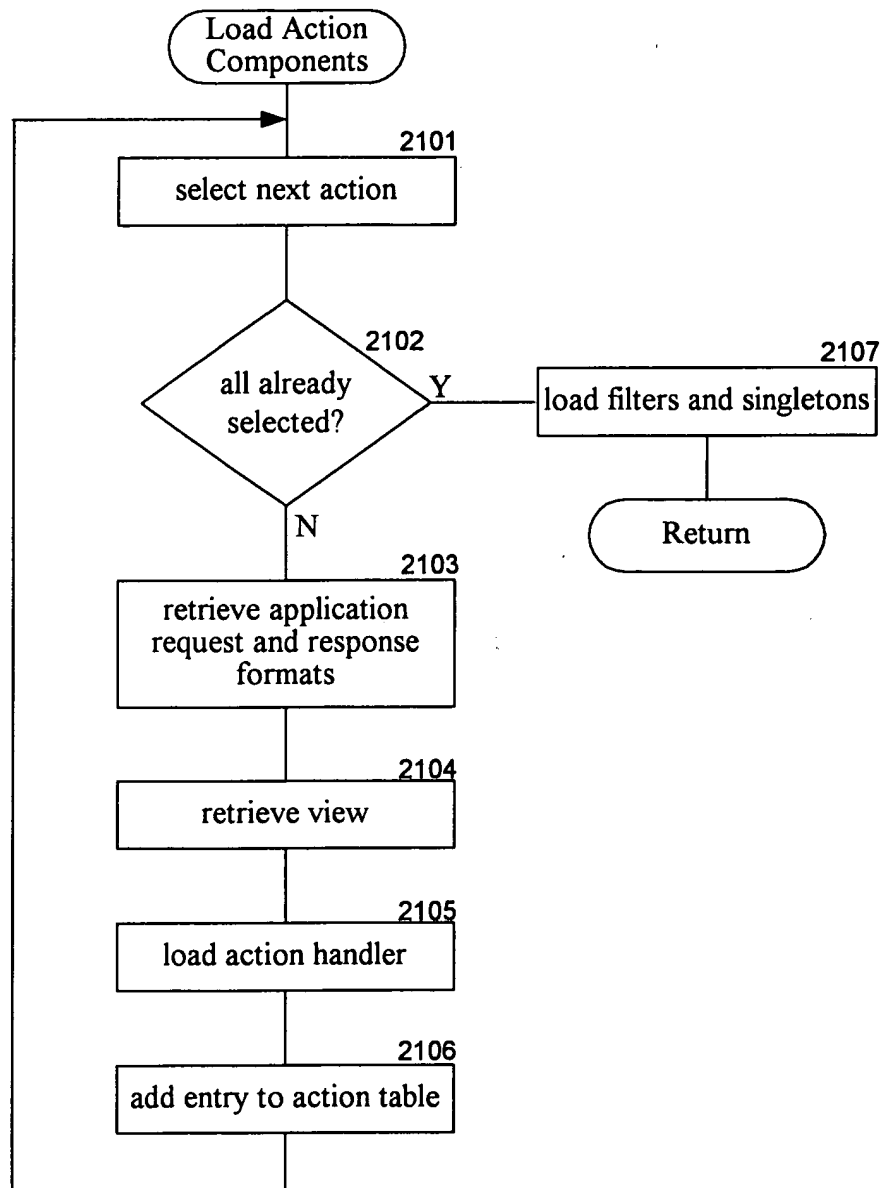 Load Action
Components
2101
select next action
2102
all already
selected?
Y
2107
load filters and singletons
Return
N
2103
retrieve application
request and response
formats
2104
retrieve view
2105
load action handler
2106
add entry to action table